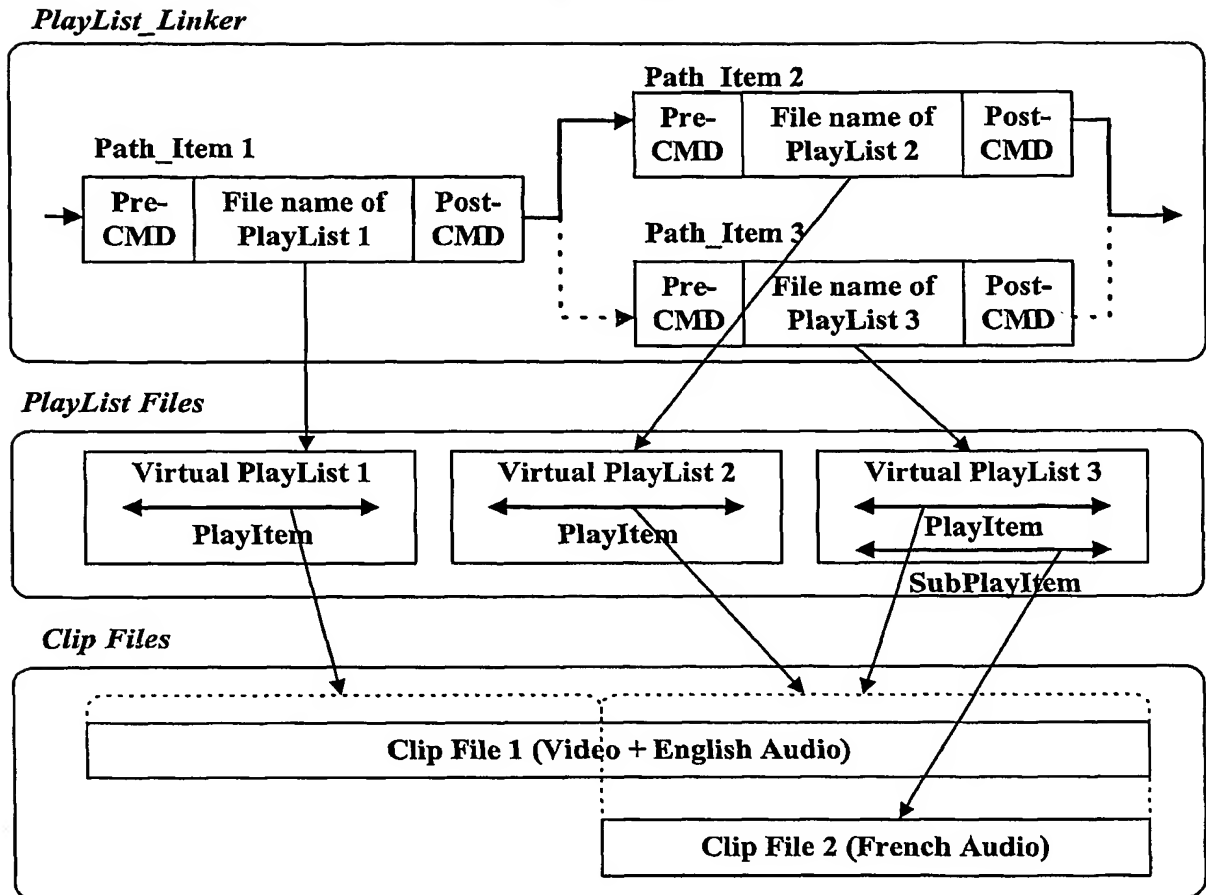 PlayList_Linker
Path_Item 1
Pre-
CMD
File name of
PlayList 1
Post-
CMD
Path_Item 2
Pre-
CMD
File name of
PlayList 2
Post-
CMD
Path_Item 3
Pre-
CMD
File name of
PlayList 3
Post-
CMD
PlayList Files
Virtual PlayList 1
PlayItem
Virtual PlayList 2
PlayItem
Virtual PlayList 3
PlayItem
SubPlayItem
Clip Files
Clip File 1 (Video + English Audio)
Clip File 2 (French Audio)